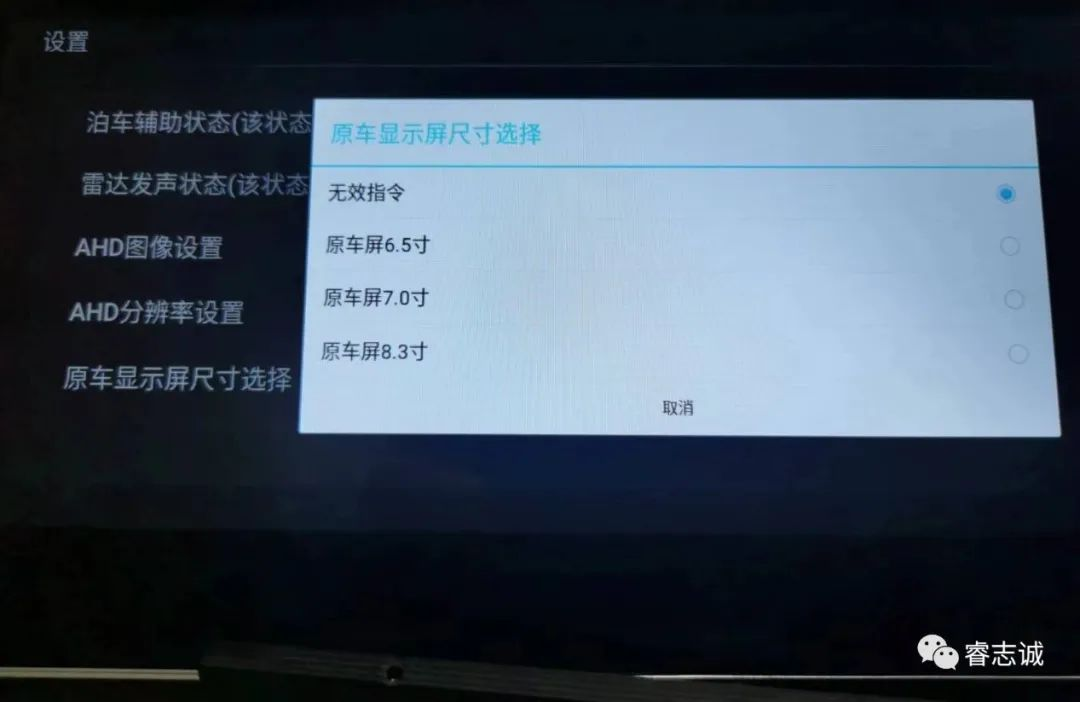 设置
泊车辅助状态(该状态
雷达发声状态(该状态
AHD图像设置
AHD分辨率设置
原车显示屏尺寸选择
原车显示屏尺寸选择
无效指令
原车屏6.5寸
原车屏7.0寸
原车屏8.3寸
取消
睿志诚